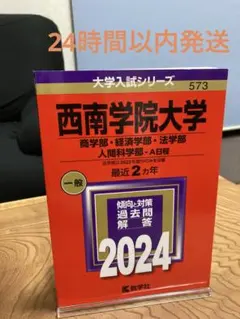 24時間以内発送
大学入試シリーズ
573
西南学院大学
商学部・経済学部・法学部
人間科学部－A日程
最近2カ年
一般
傾向と対策
過去問
解答
2024
教学社